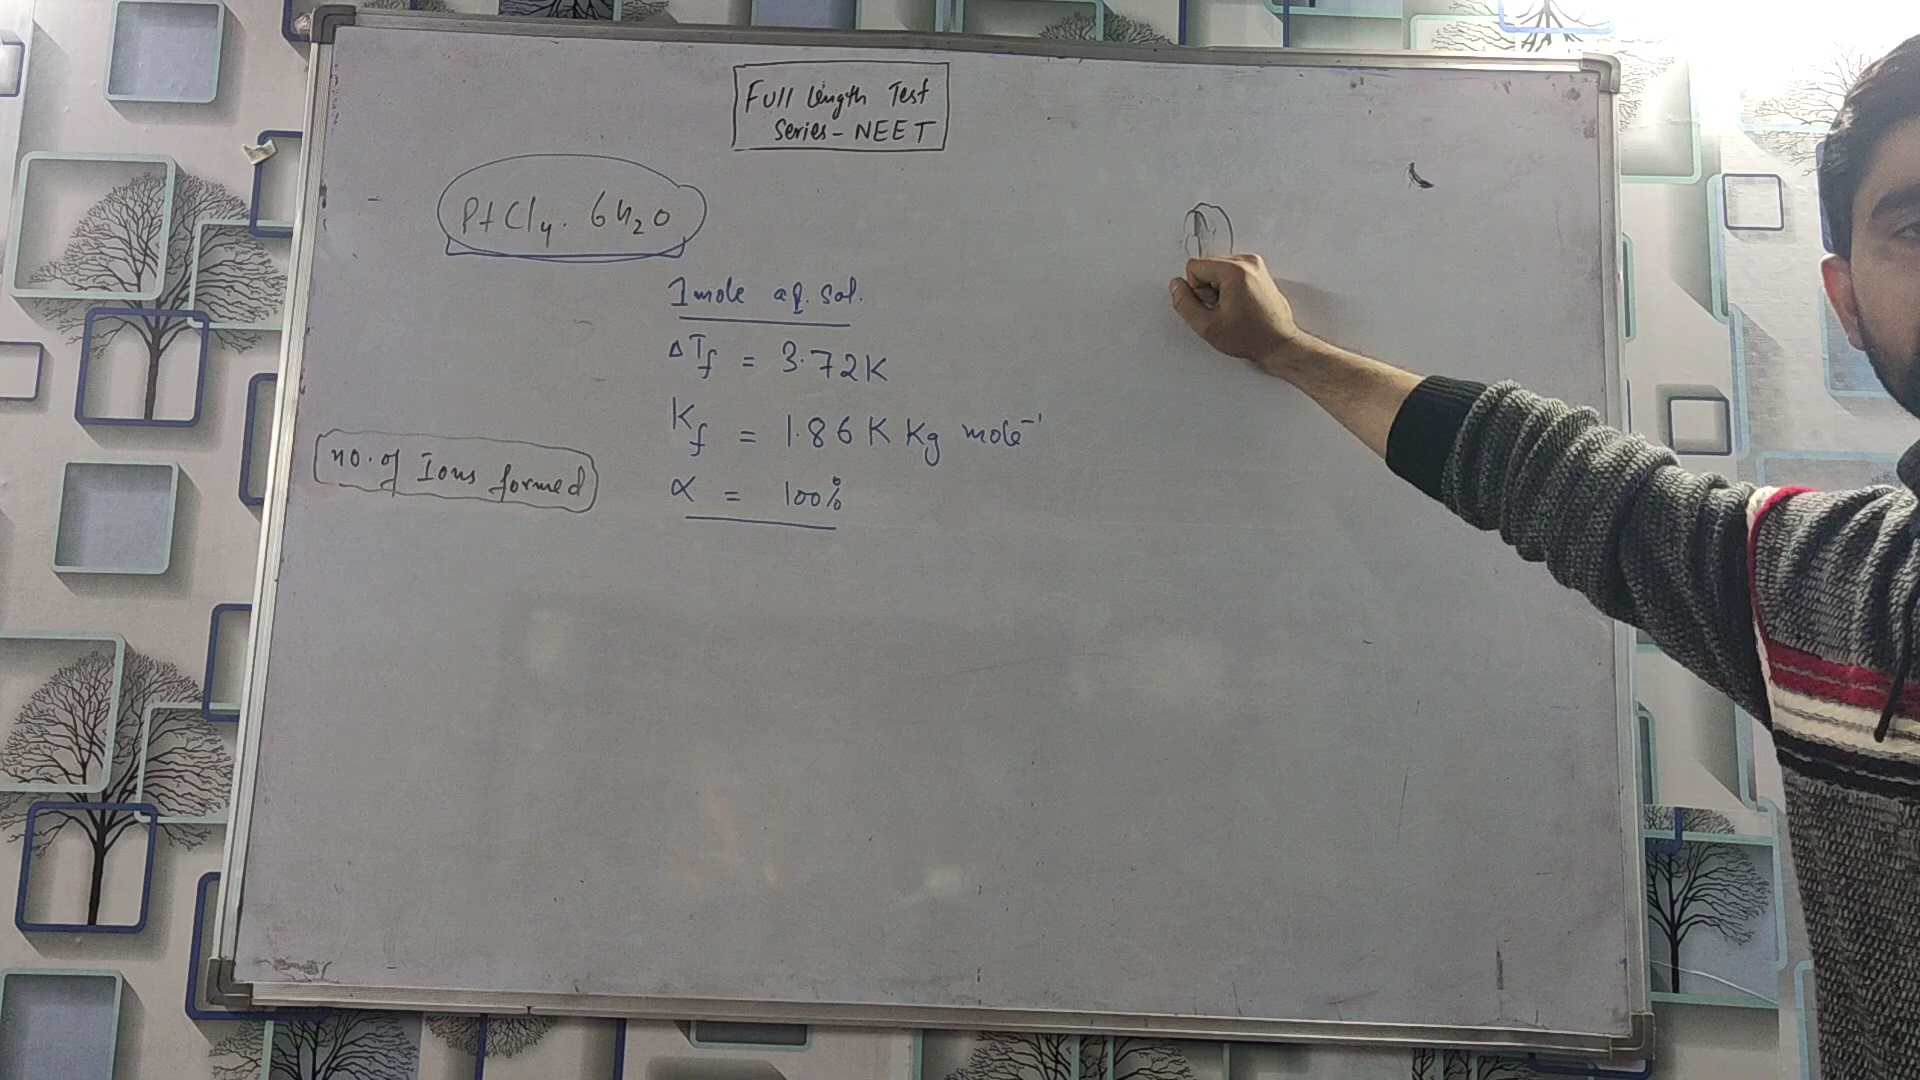 Full Length Test
Series - NEET
PtCl₄. 6H₂O
1 mole aq. sol.
ΔTf = 3.72K
Kf = 1.86 K Kg mole⁻¹
no. of Ions formed
α = 100%